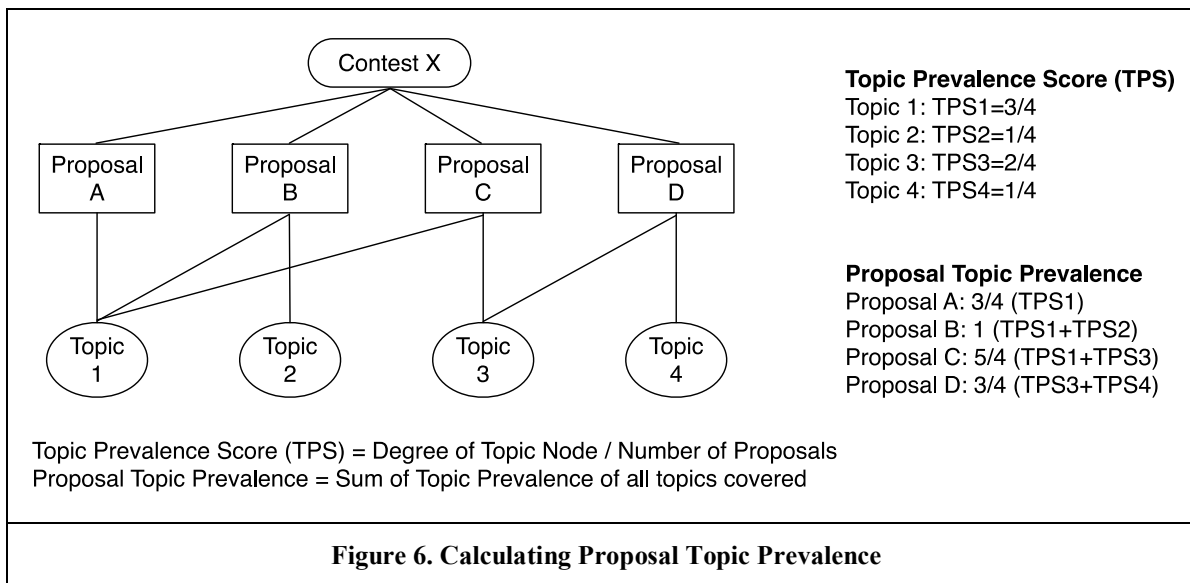 Contest X
Proposal
A
Proposal
B
Proposal
C
Proposal
D
Topic
1
Topic
2
Topic
3
Topic
4
Topic Prevalence Score (TPS)
Topic 1: TPS1=3/4
Topic 2: TPS2=1/4
Topic 3: TPS3=2/4
Topic 4: TPS4=1/4
Proposal Topic Prevalence
Proposal A: 3/4 (TPS1)
Proposal B: 1 (TPS1+TPS2)
Proposal C: 5/4 (TPS1+TPS3)
Proposal D: 3/4 (TPS3+TPS4)
Topic Prevalence Score (TPS) = Degree of Topic Node / Number of Proposals
Proposal Topic Prevalence = Sum of Topic Prevalence of all topics covered
Figure 6. Calculating Proposal Topic Prevalence